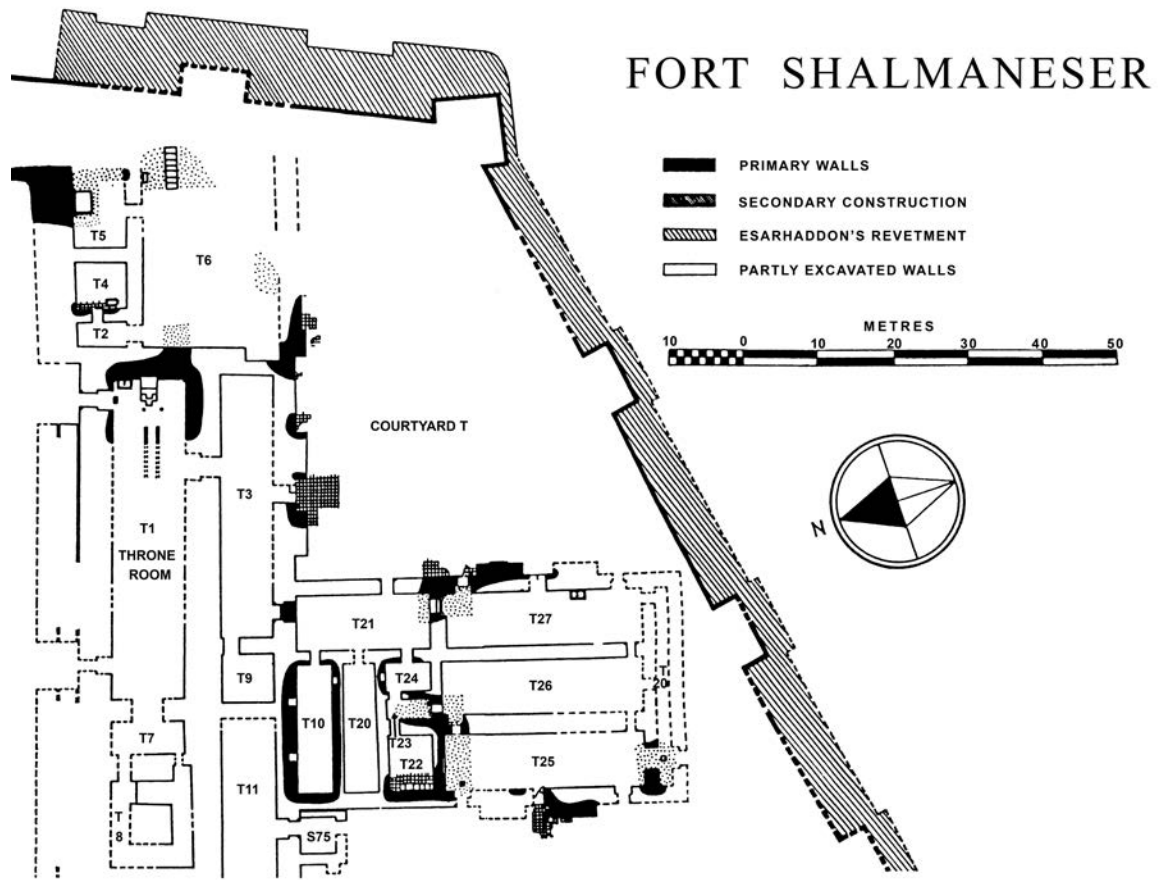 FORT SHALMANESER
PRIMARY WALLS
SECONDARY CONSTRUCTION
ESARHADDON'S REVETMENT
PARTLY EXCAVATED WALLS
METRES
10 0 10 20 30 40 50
N
T5
T6
T4
T2
COURTYARD T
T3
T1
THRONE
ROOM
T21
T27
T9
T24
T26
T
20
T10
T20
T7
T23
T22
T25
T11
T
8
S75